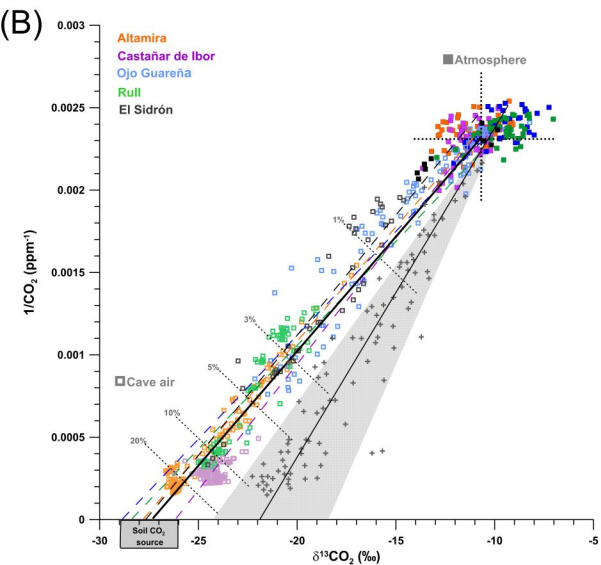 (B)
0.003
Altamira
Castañar de Ibor
Ojo Guareña
Rull
El Sidrón
Atmosphere
0.0025
0.002
1%
1/CO2 (ppm-1)
0.0015
3%
0.001
Cave air
5%
10%
0.0005
20%
0
Soil CO2
source
-30
-25
-20
-15
-10
-5
δ13CO2 (‰)